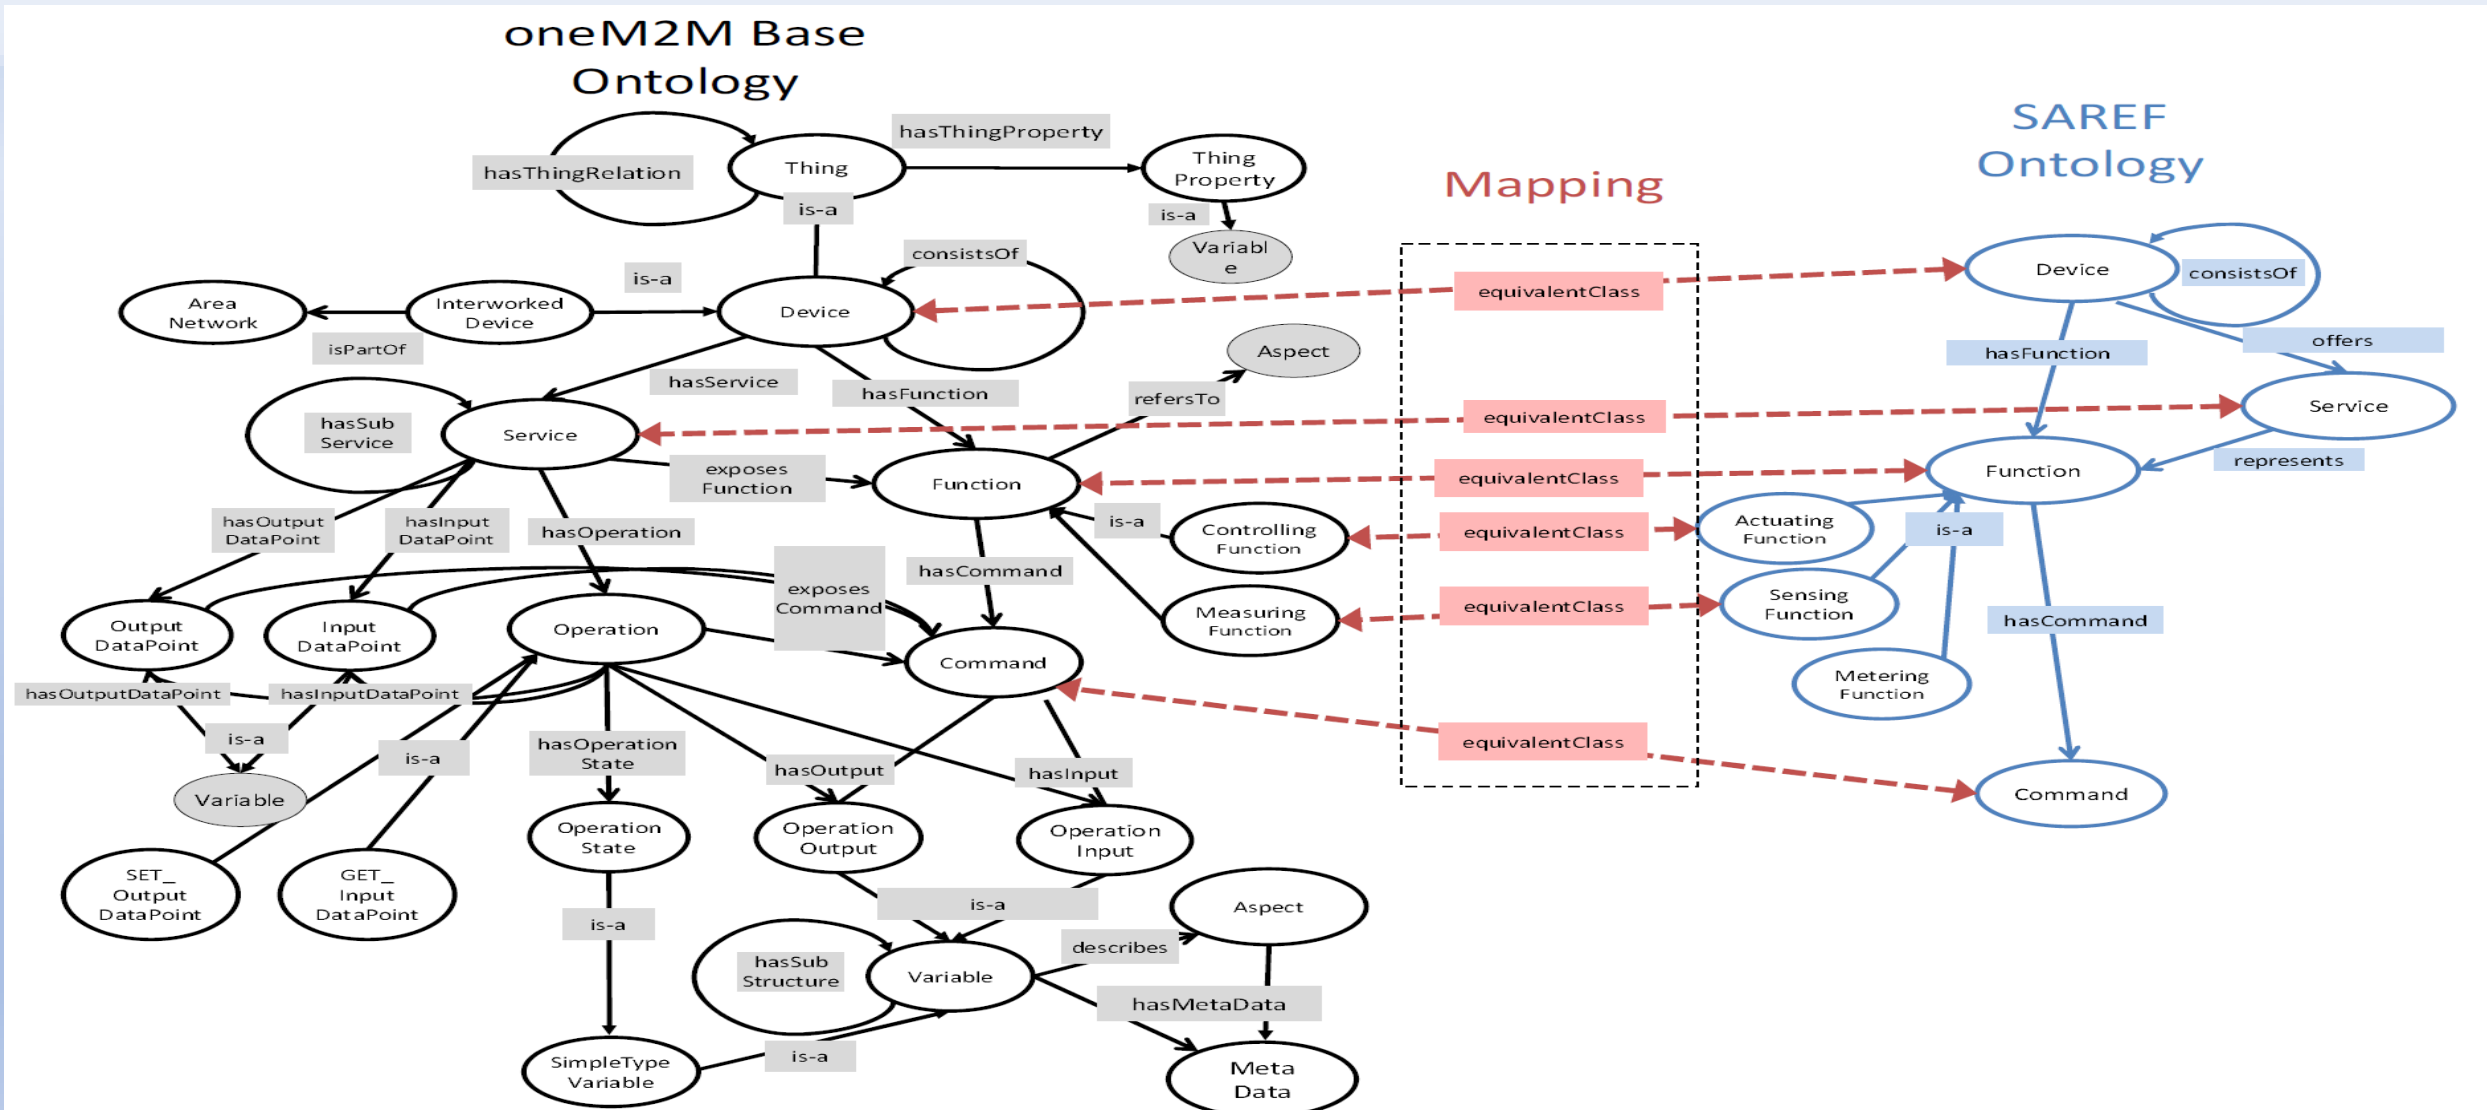 oneM2M Base
Ontology
SAREF
Ontology
Mapping
hasThingProperty
hasThingRelation
Thing
Thing
Property
is-a
is-a
Variabl
e
consistsOf
is-a
Area
Network
Interworked
Device
Device
isPartOf
equivalentClass
Device
consistsOf
hasService
hasFunction
Aspect
refersTo
hasFunction
offers
hasSub
Service
Service
equivalentClass
Service
exposes
Function
Function
equivalentClass
Function
represents
hasOutput
DataPoint
hasInput
DataPoint
hasOperation
is-a
Controlling
Function
equivalentClass
Actuating
Function
is-a
hasCommand
exposes
Command
Output
DataPoint
Input
DataPoint
Operation
Measuring
Function
equivalentClass
Sensing
Function
hasCommand
Command
Metering
Function
hasOutputDataPoint
hasInputDataPoint
is-a
is-a
hasOperation
State
hasOutput
hasInput
equivalentClass
Command
Variable
Operation
State
Operation
Output
Operation
Input
SET_
Output
DataPoint
GET_
Input
DataPoint
is-a
is-a
Aspect
describes
hasSub
Structure
Variable
hasMetaData
is-a
SimpleType
Variable
Meta
Data